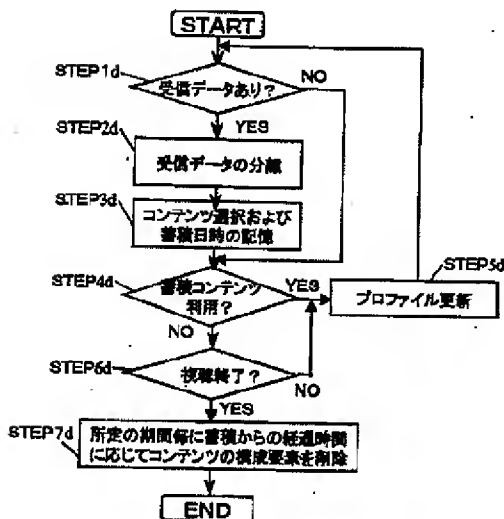 START
STEP1d
受信データあり?
NO
YES
STEP2d
受信データの分離
STEP3d
コンテンツ選択および
蓄積日時の記憶
STEP4d
蓄積コンテンツ
利用?
YES
STEP5d
プロファイル更新
NO
STEP6d
視聴終了?
NO
YES
STEP7d
所定の期間毎に蓄積からの経過時間
に応じてコンテンツの構成要素を削除
END